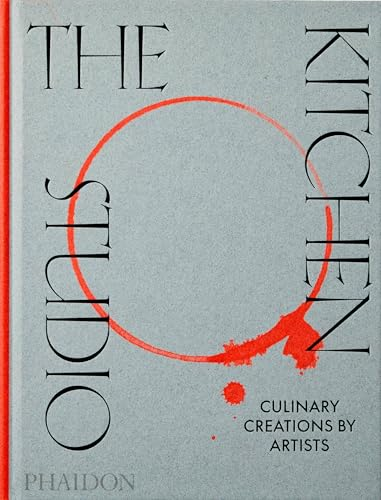 THE
KITCHEN
STUDIO
CULINARY
CREATIONS BY
ARTISTS
PHAIDON